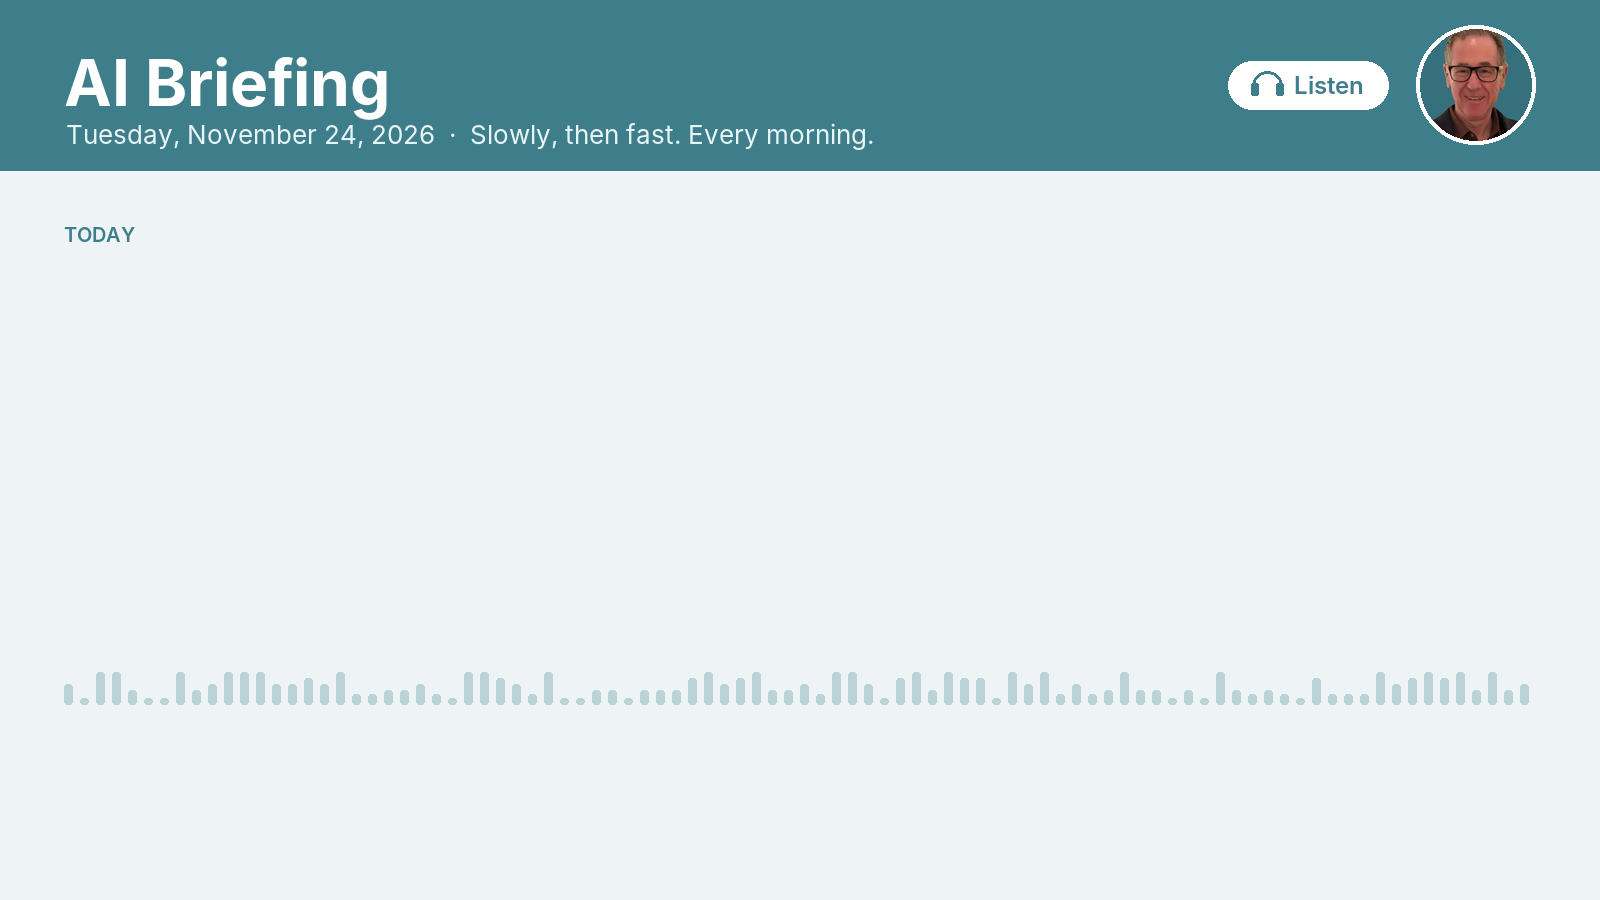 AI Briefing
Listen
Tuesday, November 24, 2026 · Slowly, then fast. Every morning.
TODAY